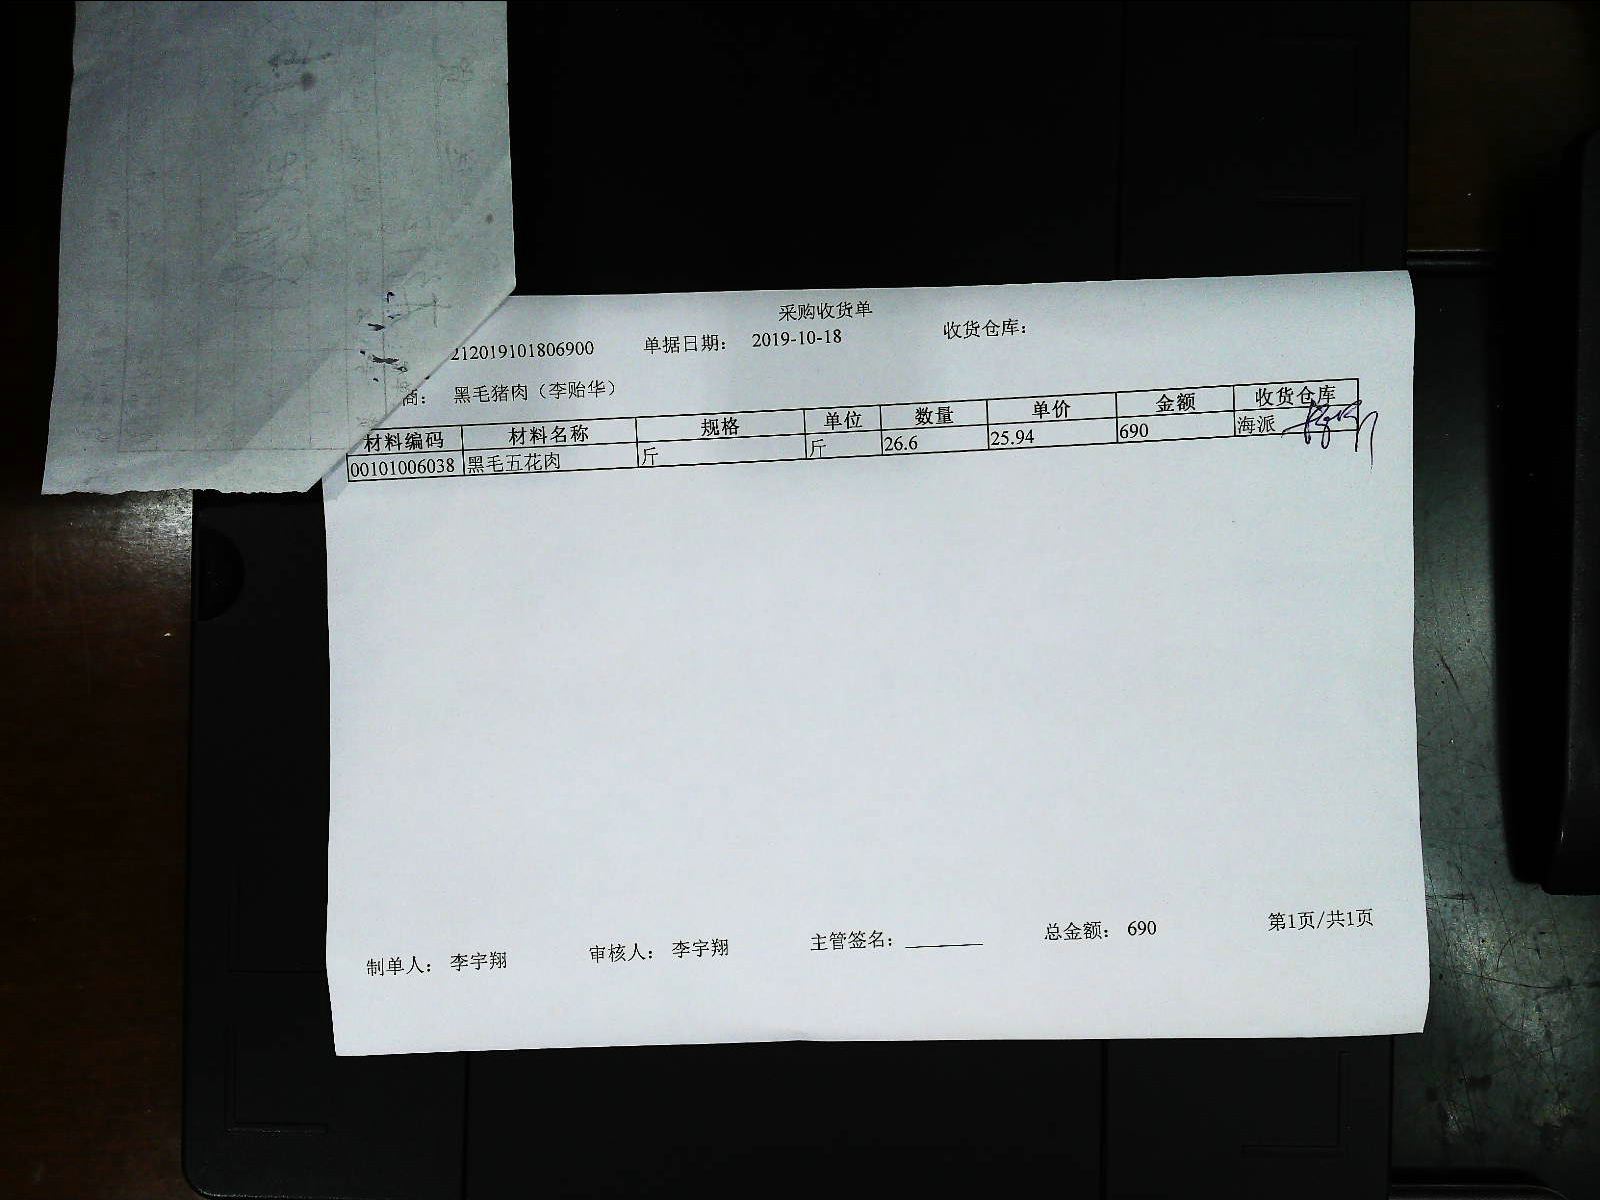 采购收货单
212019101806900 单据日期： 2019-10-18 收货仓库：
商： 黑毛猪肉（李贻华）
材料编码 材料名称 规格 单位 数量 单价 金额 收货仓库
00101006038 黑毛五花肉 斤 斤 26.6 25.94 690 海派
制单人： 李宇翔 审核人： 李宇翔 主管签名： 总金额： 690 第1页/共1页